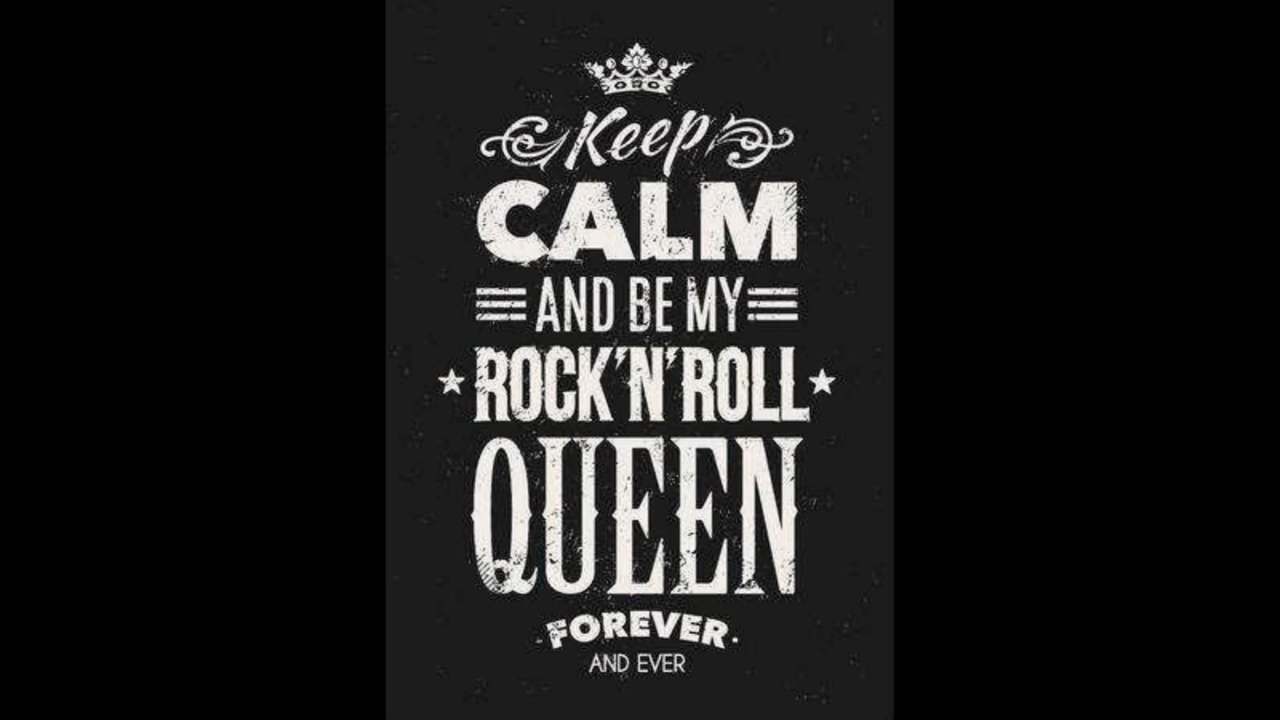 Keep
CALM
AND BE MY
ROCK'N'ROLL
QUEEN
FOREVER
AND EVER